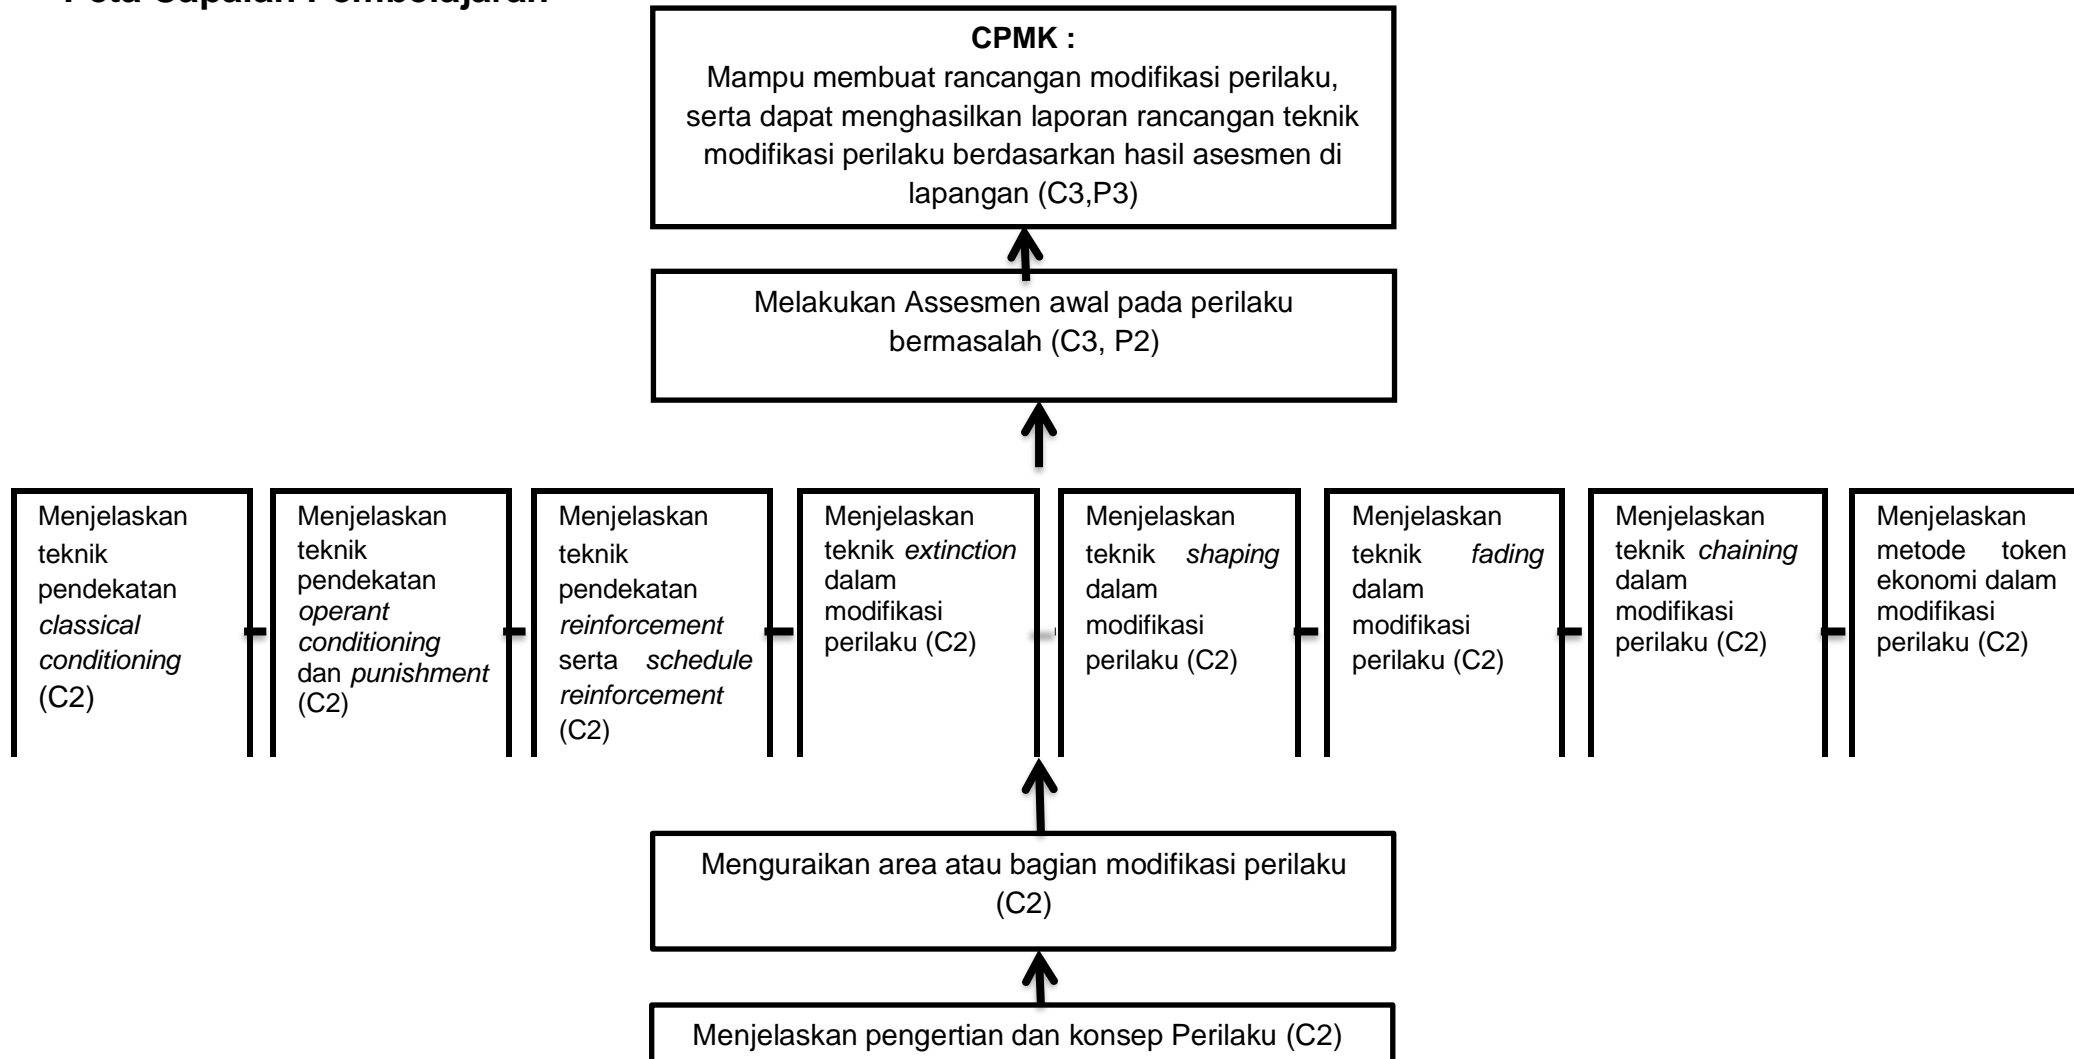 Peta Capaian Pembelajaran
CPMK :
Mampu membuat rancangan modifikasi perilaku,
serta dapat menghasilkan laporan rancangan teknik
modifikasi perilaku berdasarkan hasil asesmen di
lapangan (C3,P3)
Melakukan Assesmen awal pada perilaku
bermasalah (C3, P2)
Menjelaskan
teknik
pendekatan
classical
conditioning
(C2)
Menjelaskan
teknik
pendekatan
operant
conditioning
dan punishment
(C2)
Menjelaskan
teknik
pendekatan
reinforcement
serta schedule
reinforcement
(C2)
Menjelaskan
teknik extinction
dalam
modifikasi
perilaku (C2)
Menjelaskan
teknik shaping
dalam
modifikasi
perilaku (C2)
Menjelaskan
teknik fading
dalam
modifikasi
perilaku (C2)
Menjelaskan
teknik chaining
dalam
modifikasi
perilaku (C2)
Menjelaskan
metode token
ekonomi dalam
modifikasi
perilaku (C2)
Menguraikan area atau bagian modifikasi perilaku
(C2)
Menjelaskan pengertian dan konsep Perilaku (C2)